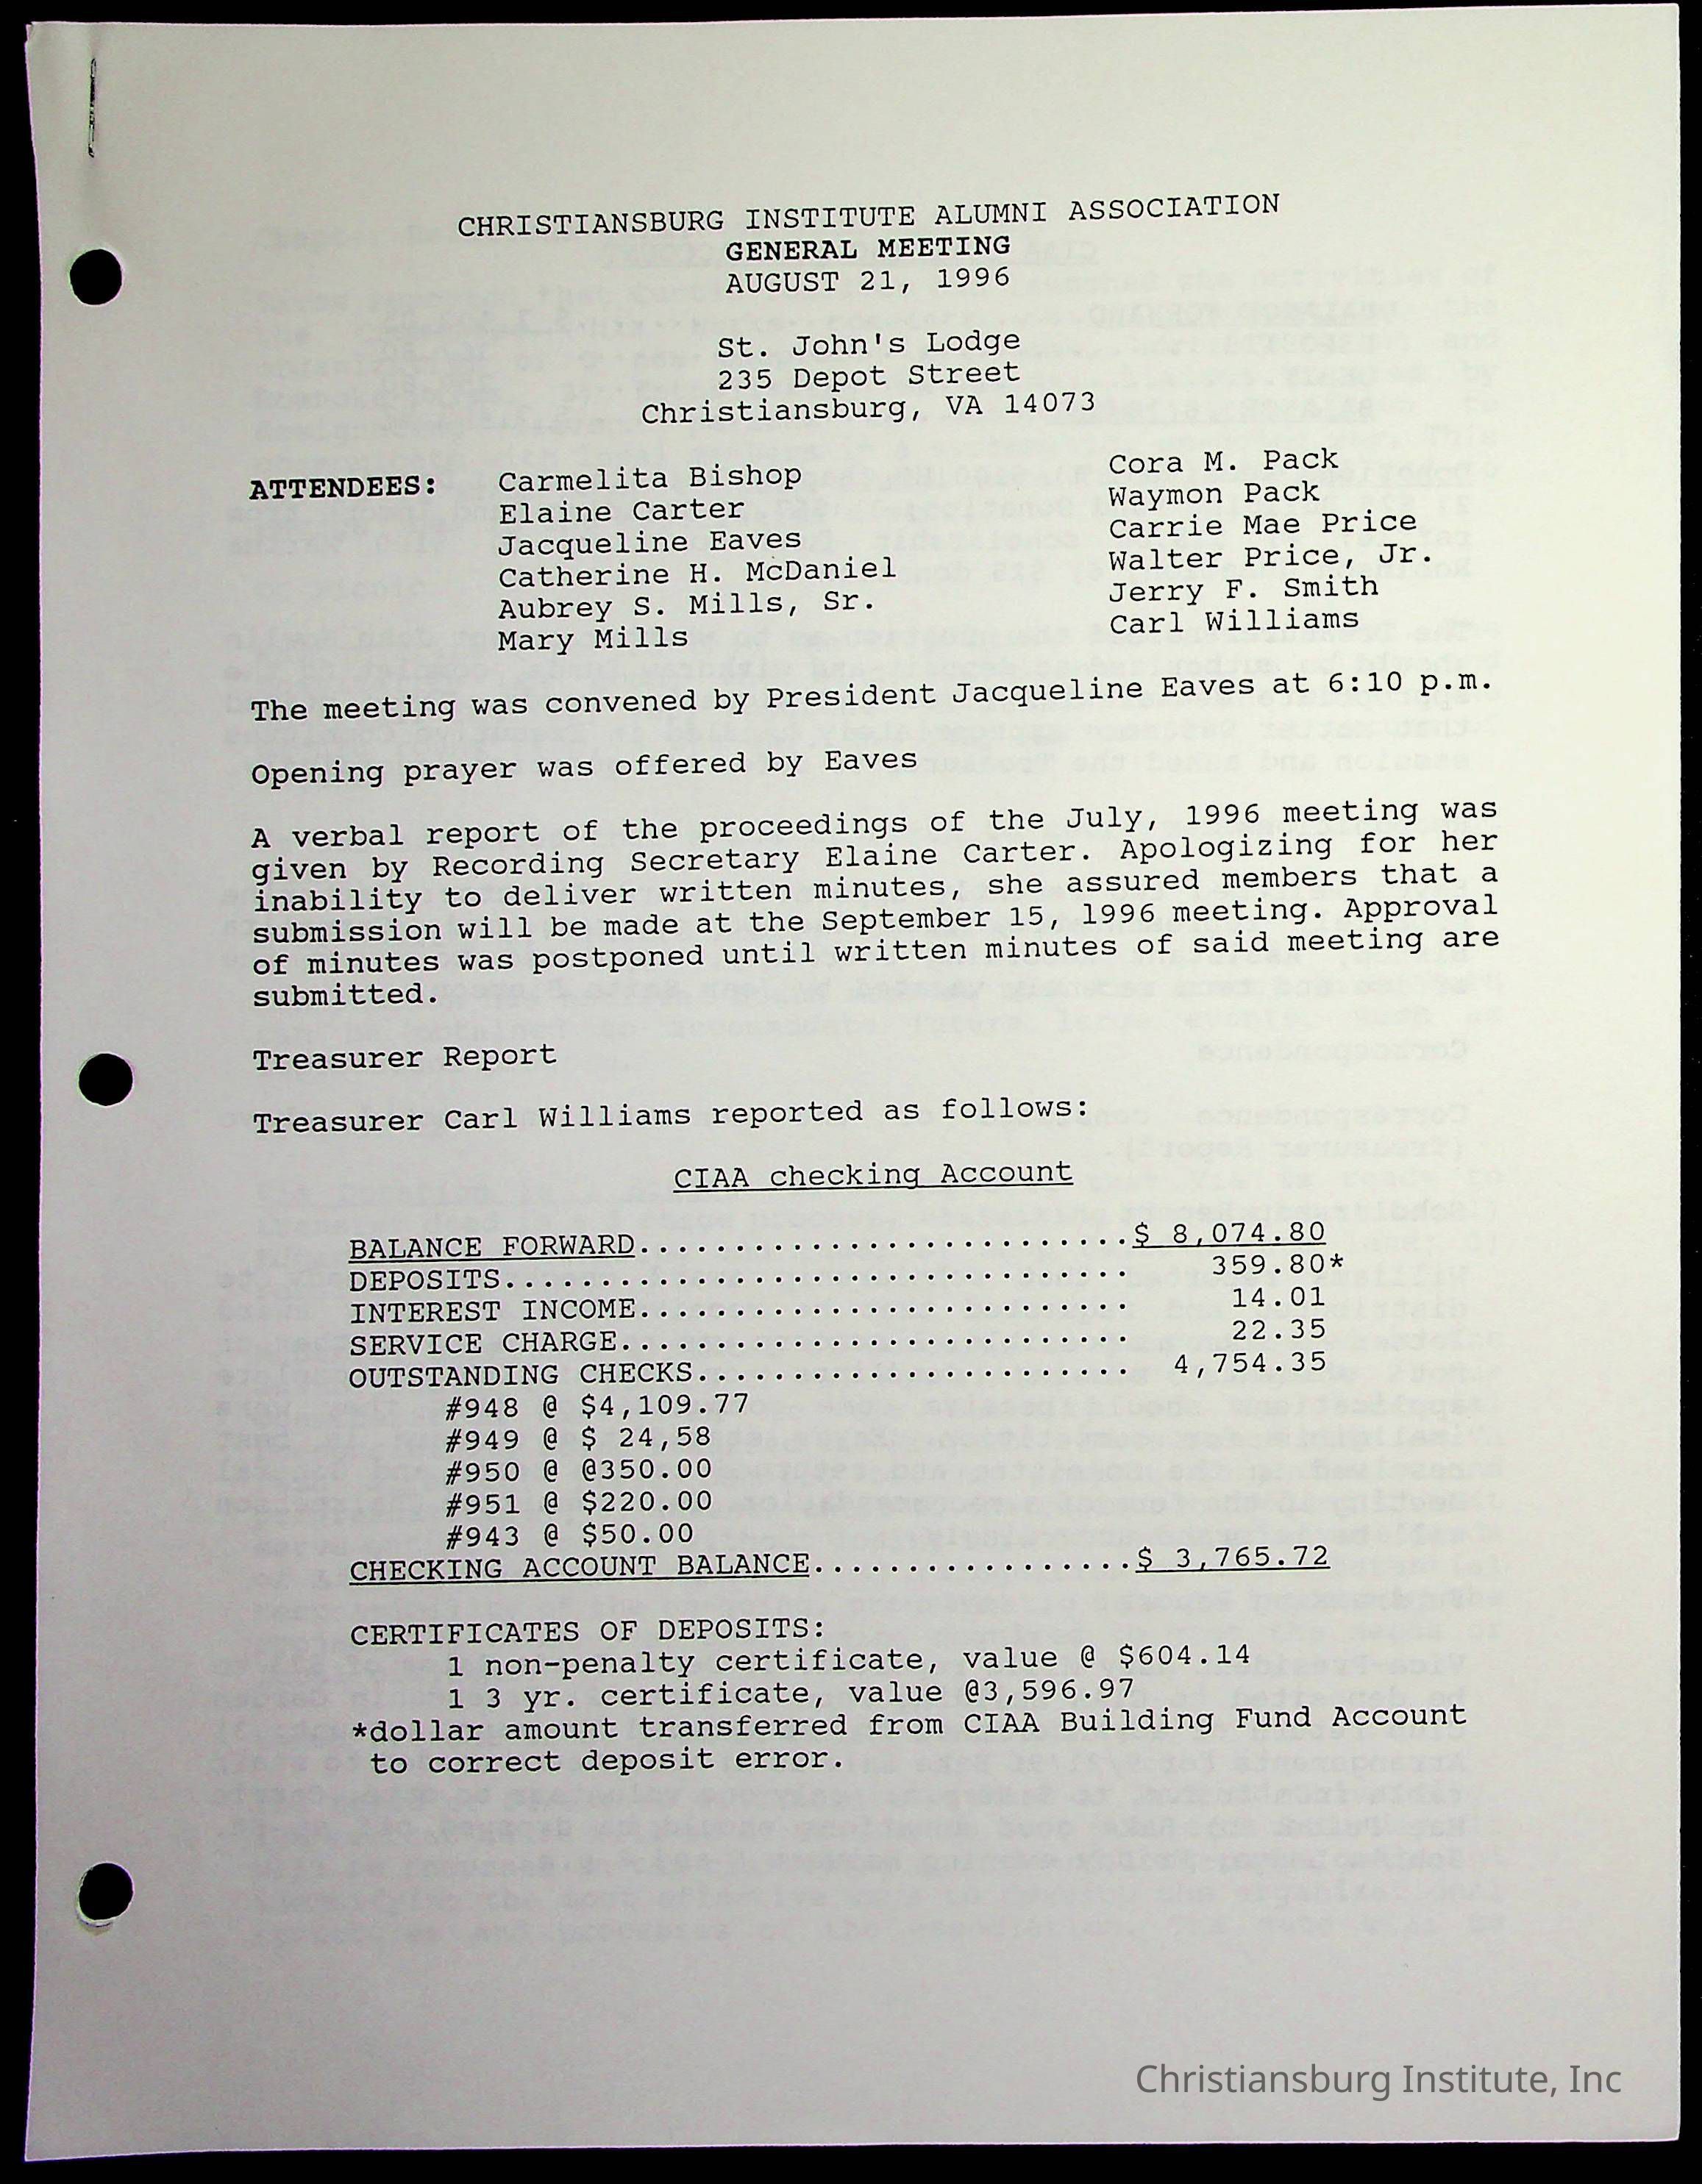 CHRISTIANSBURG INSTITUTE ALUMNI ASSOCIATION
GENERAL MEETING
AUGUST 21, 1996
St. John's Lodge
235 Depot Street
Christiansburg, VA 14073
ATTENDEES:
Carmelita Bishop
Elaine Carter
Jacqueline Eaves
Catherine H. McDaniel
Aubrey S. Mills, Sr.
Mary Mills
Cora M. Pack
Waymon Pack
Carrie Mae Price
Walter Price, Jr.
Jerry F. Smith
Carl Williams
The meeting was convened by President Jacqueline Eaves at 6:10 p.m.
Opening prayer was offered by Eaves
A verbal report of the proceedings of the July, 1996 meeting was
given by Recording Secretary Elaine Carter. Apologizing for her
inability to deliver written minutes, she assured members that a
submission will be made at the September 15, 1996 meeting. Approval
of minutes was postponed until written minutes of said meeting are
submitted.
Treasurer Report
Treasurer Carl Williams reported as follows:
CIAA checking Account
BALANCE FORWARD..........................$ 8,074.80
DEPOSITS................................. 359.80*
INTEREST INCOME.......................... 14.01
SERVICE CHARGE........................... 22.35
OUTSTANDING CHECKS....................... 4,754.35
#948 @ $4,109.77
#949 @ $ 24,58
#950 @ @350.00
#951 @ $220.00
#943 @ $50.00
CHECKING ACCOUNT BALANCE.................$ 3,765.72
CERTIFICATES OF DEPOSITS:
1 non-penalty certificate, value @ $604.14
1 3 yr. certificate, value @3,596.97
*dollar amount transferred from CIAA Building Fund Account
to correct deposit error.
Christiansburg Institute, Inc